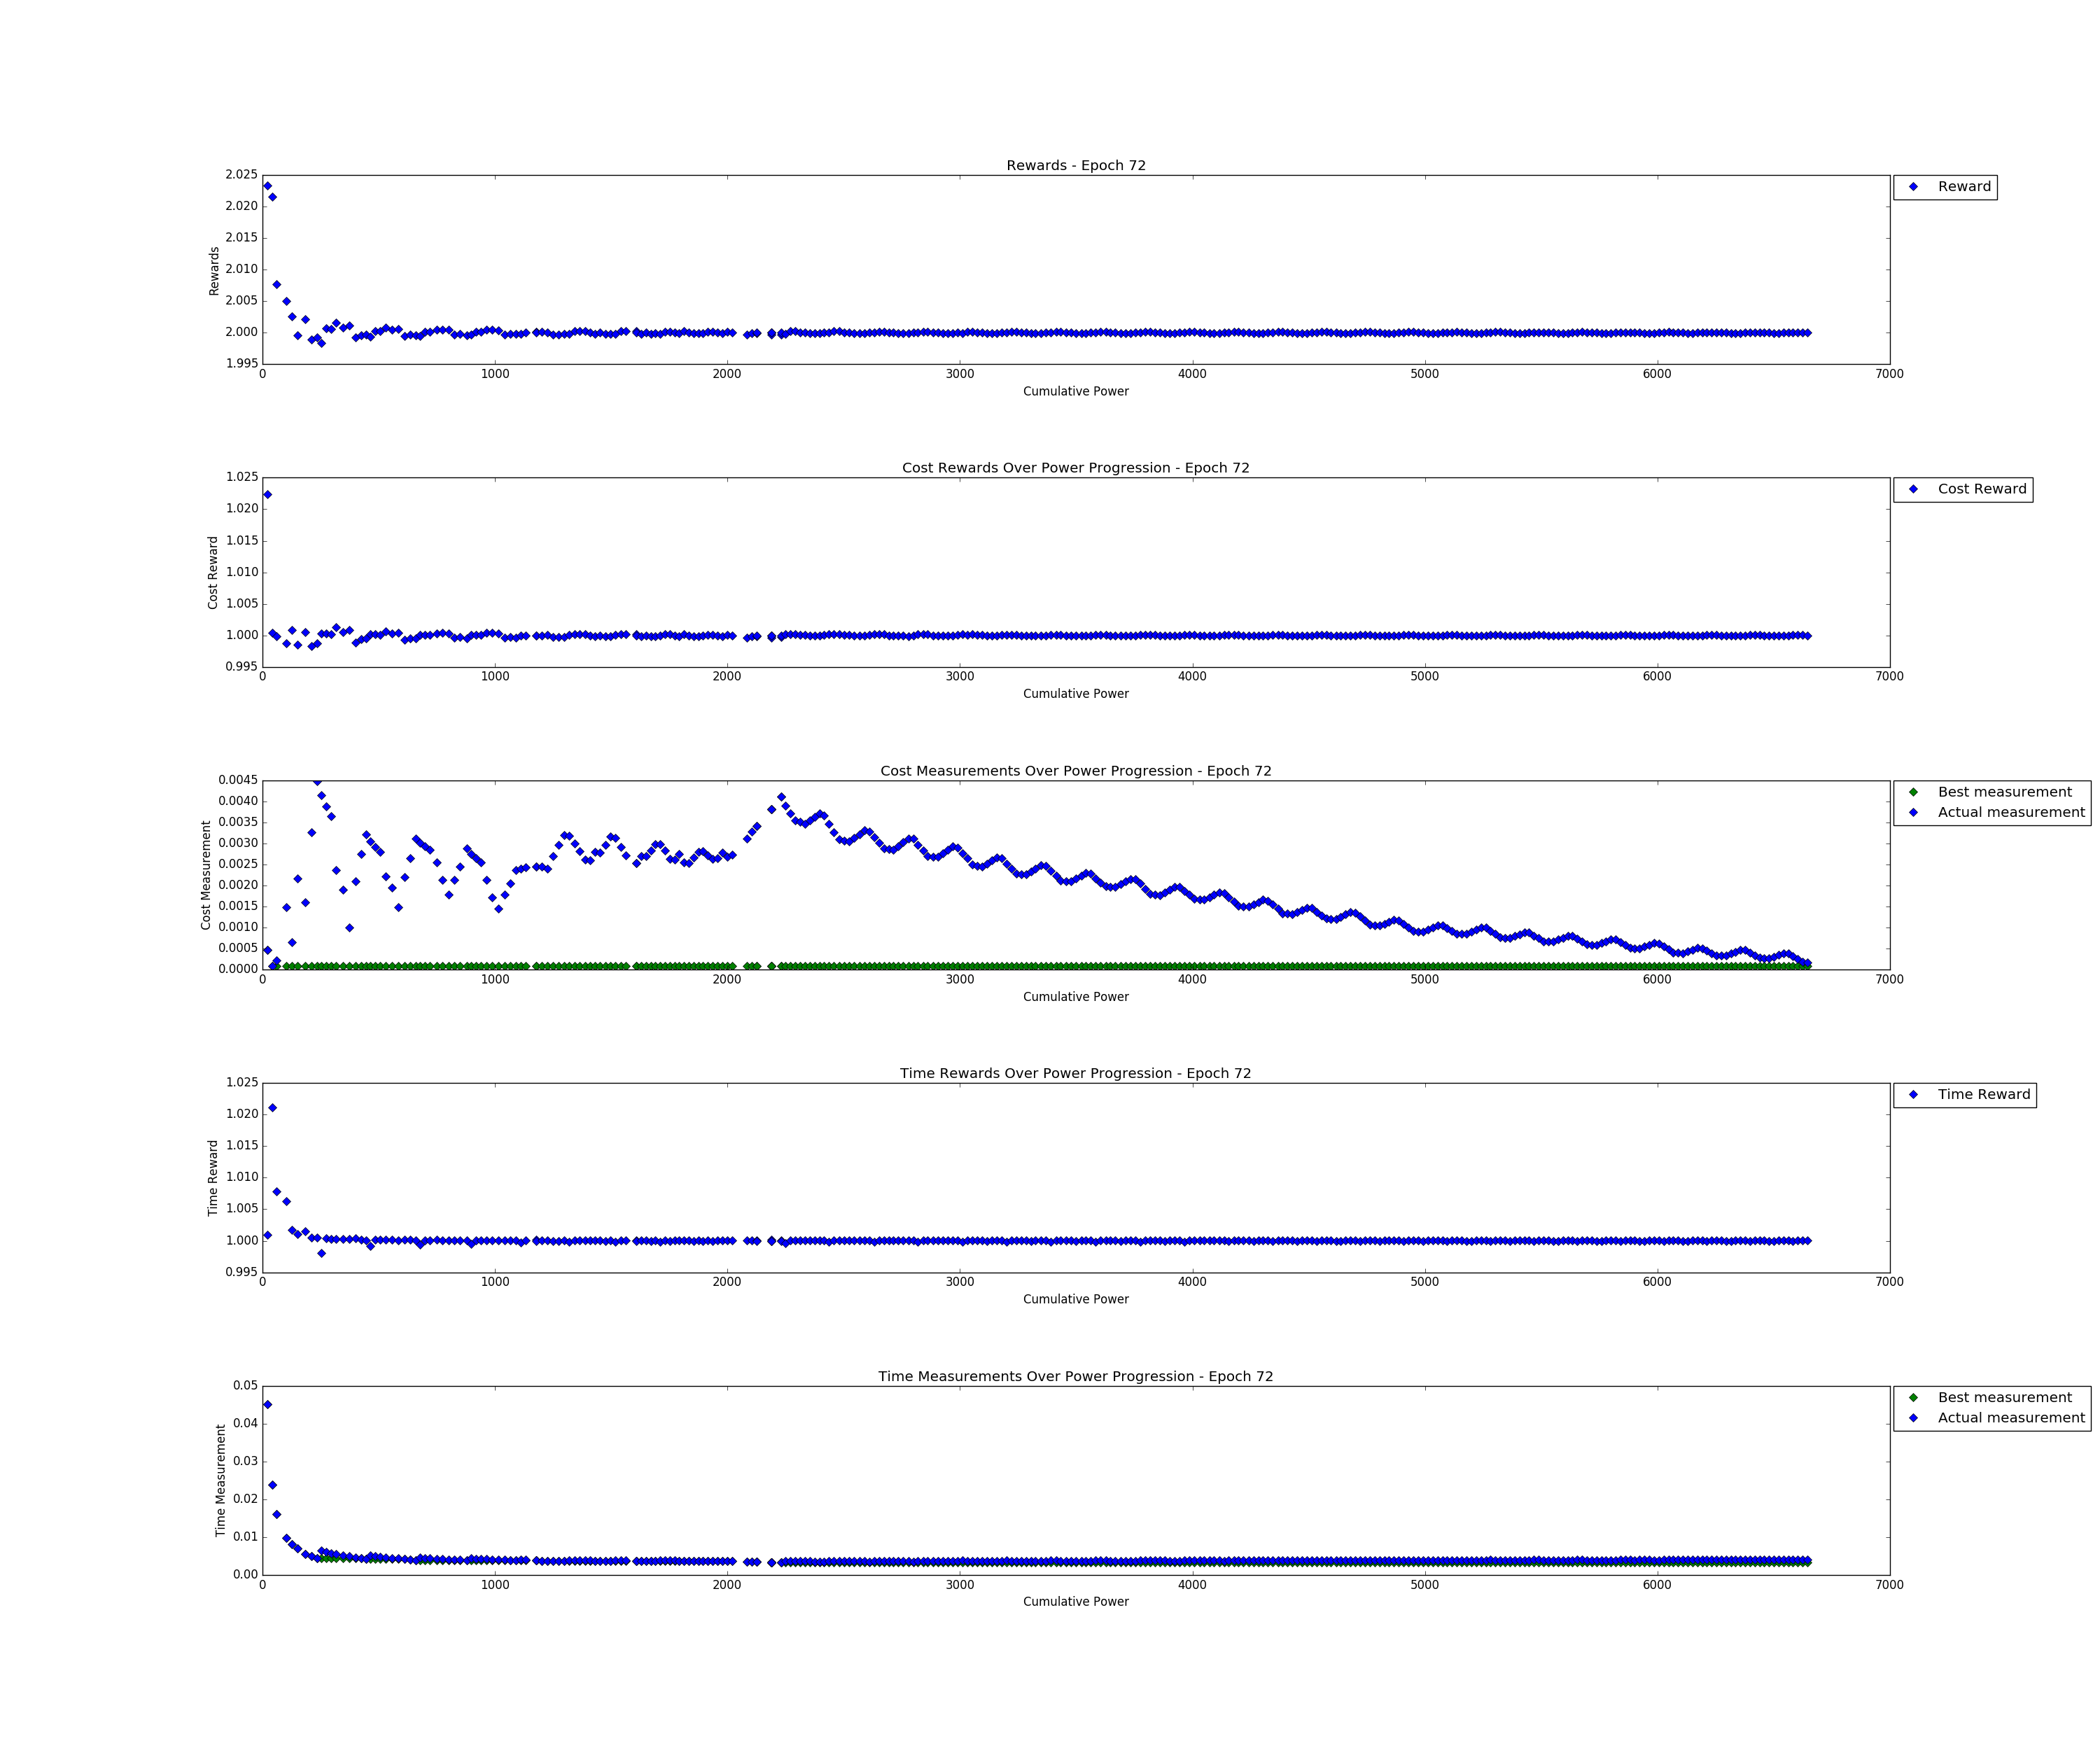 Rewards - Epoch 72
2.025
2.020
2.015
2.010
2.005
2.000
1.995
Rewards
0 1000 2000 3000 4000 5000 6000 7000
Cumulative Power
Reward
Cost Rewards Over Power Progression - Epoch 72
1.025
1.020
1.015
1.010
1.005
1.000
0.995
Cost Reward
0 1000 2000 3000 4000 5000 6000 7000
Cumulative Power
Cost Reward
Cost Measurements Over Power Progression - Epoch 72
0.0045
0.0040
0.0035
0.0030
0.0025
0.0020
0.0015
0.0010
0.0005
0.0000
Cost Measurement
0 1000 2000 3000 4000 5000 6000 7000
Cumulative Power
Best measurement
Actual measurement
Time Rewards Over Power Progression - Epoch 72
1.025
1.020
1.015
1.010
1.005
1.000
0.995
Time Reward
0 1000 2000 3000 4000 5000 6000 7000
Cumulative Power
Time Reward
Time Measurements Over Power Progression - Epoch 72
0.05
0.04
0.03
0.02
0.01
0.00
Time Measurement
0 1000 2000 3000 4000 5000 6000 7000
Cumulative Power
Best measurement
Actual measurement